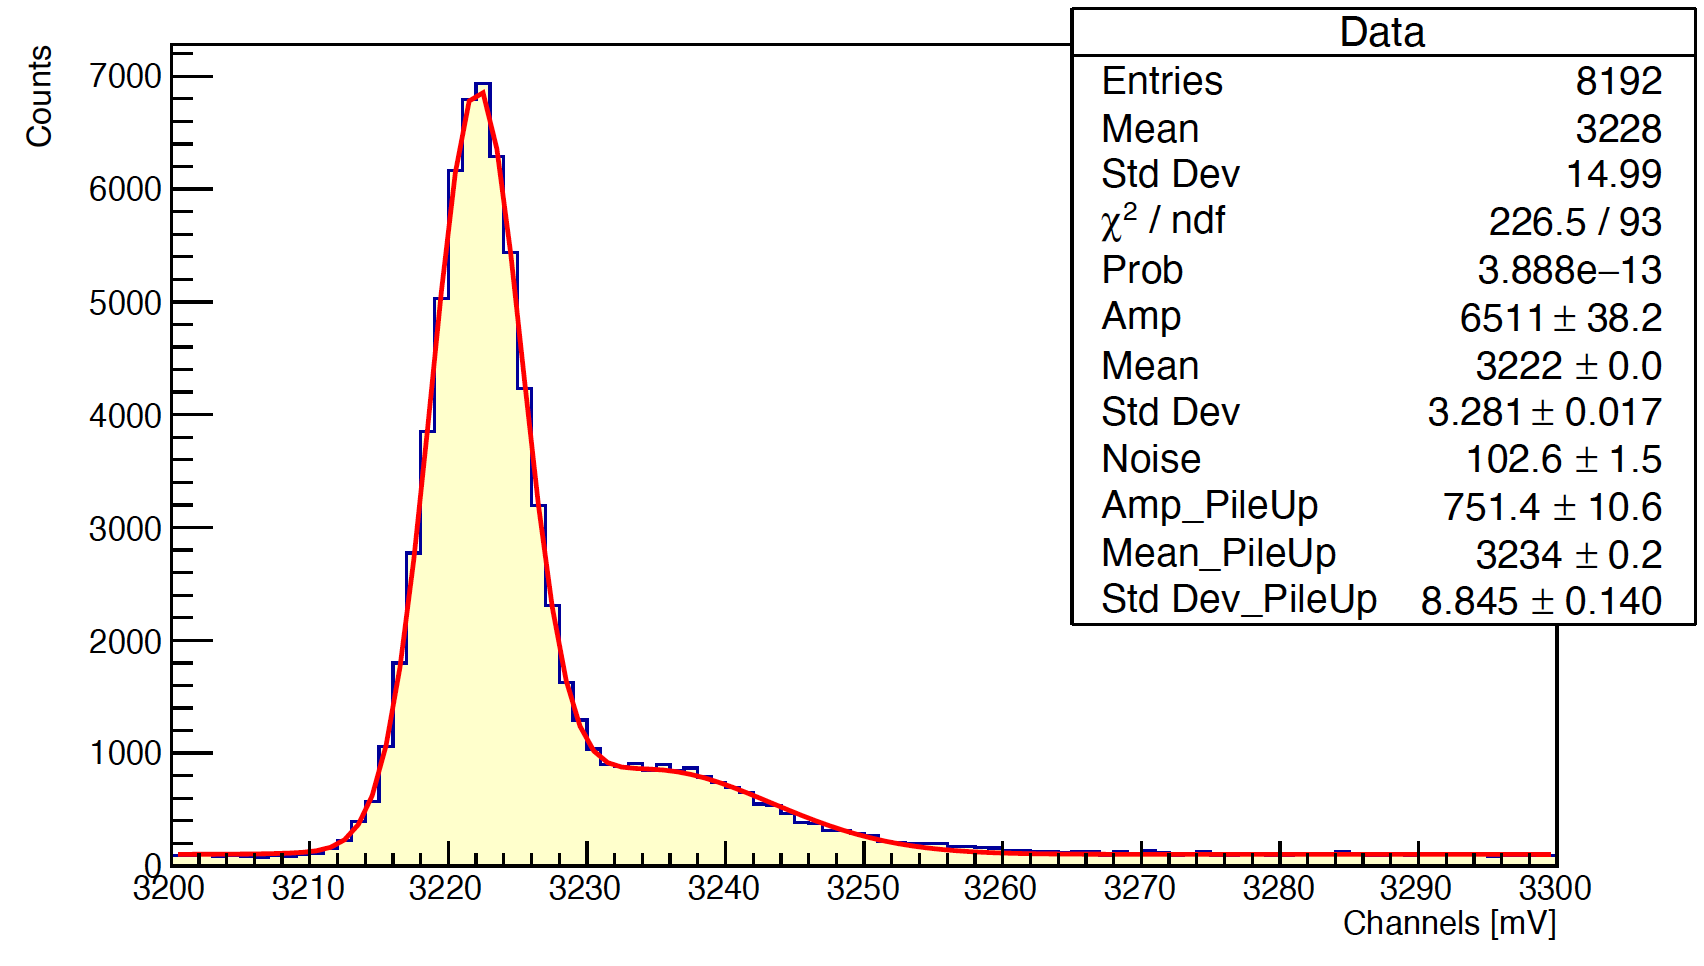 Data
Entries 8192
Mean 3228
Std Dev 14.99
χ² / ndf 226.5 / 93
Prob 3.888e−13
Amp 6511 ± 38.2
Mean 3222 ± 0.0
Std Dev 3.281 ± 0.017
Noise 102.6 ± 1.5
Amp_PileUp 751.4 ± 10.6
Mean_PileUp 3234 ± 0.2
Std Dev_PileUp 8.845 ± 0.140
Counts
7000
6000
5000
4000
3000
2000
1000
0
3200 3210 3220 3230 3240 3250 3260 3270 3280 3290 3300
Channels [mV]